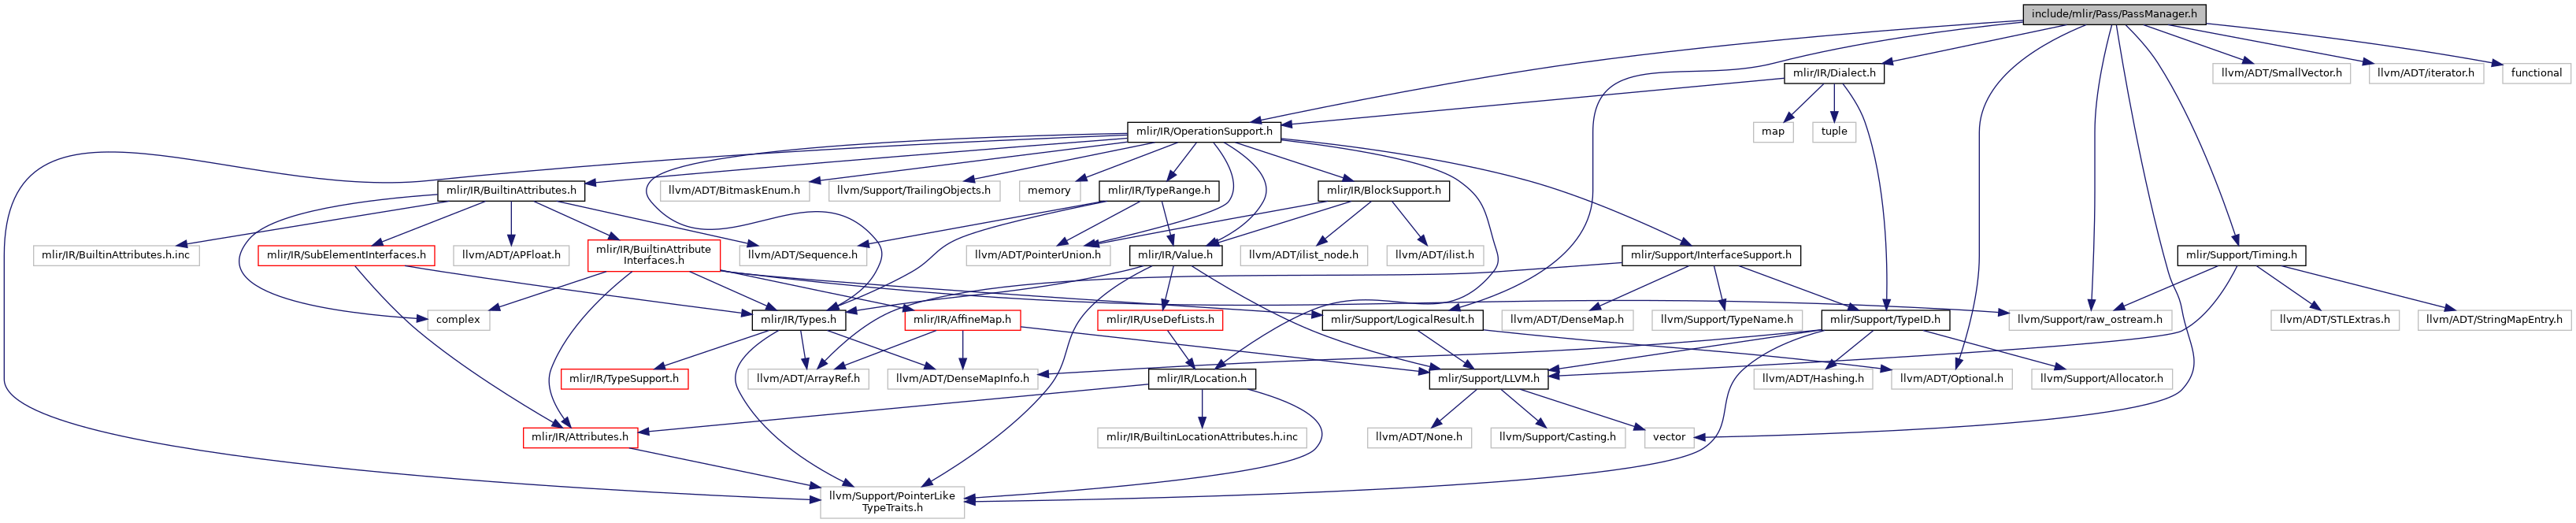 include/mlir/Pass/PassManager.h
mlir/IR/Dialect.h
llvm/ADT/SmallVector.h
llvm/ADT/iterator.h
functional
mlir/IR/OperationSupport.h
map
tuple
mlir/IR/BuiltinAttributes.h
llvm/ADT/BitmaskEnum.h
llvm/Support/TrailingObjects.h
memory
mlir/IR/TypeRange.h
mlir/IR/BlockSupport.h
mlir/IR/BuiltinAttributes.h.inc
mlir/IR/SubElementInterfaces.h
llvm/ADT/APFloat.h
mlir/IR/BuiltinAttribute
Interfaces.h
llvm/ADT/Sequence.h
llvm/ADT/PointerUnion.h
mlir/IR/Value.h
llvm/ADT/ilist_node.h
llvm/ADT/ilist.h
mlir/Support/InterfaceSupport.h
mlir/Support/Timing.h
complex
mlir/IR/Types.h
mlir/IR/AffineMap.h
mlir/IR/UseDefLists.h
mlir/Support/LogicalResult.h
llvm/ADT/DenseMap.h
llvm/Support/TypeName.h
mlir/Support/TypeID.h
llvm/Support/raw_ostream.h
llvm/ADT/STLExtras.h
llvm/ADT/StringMapEntry.h
mlir/IR/TypeSupport.h
llvm/ADT/ArrayRef.h
llvm/ADT/DenseMapInfo.h
mlir/IR/Location.h
mlir/Support/LLVM.h
llvm/ADT/Hashing.h
llvm/ADT/Optional.h
llvm/Support/Allocator.h
mlir/IR/Attributes.h
mlir/IR/BuiltinLocationAttributes.h.inc
llvm/ADT/None.h
llvm/Support/Casting.h
vector
llvm/Support/PointerLike
TypeTraits.h